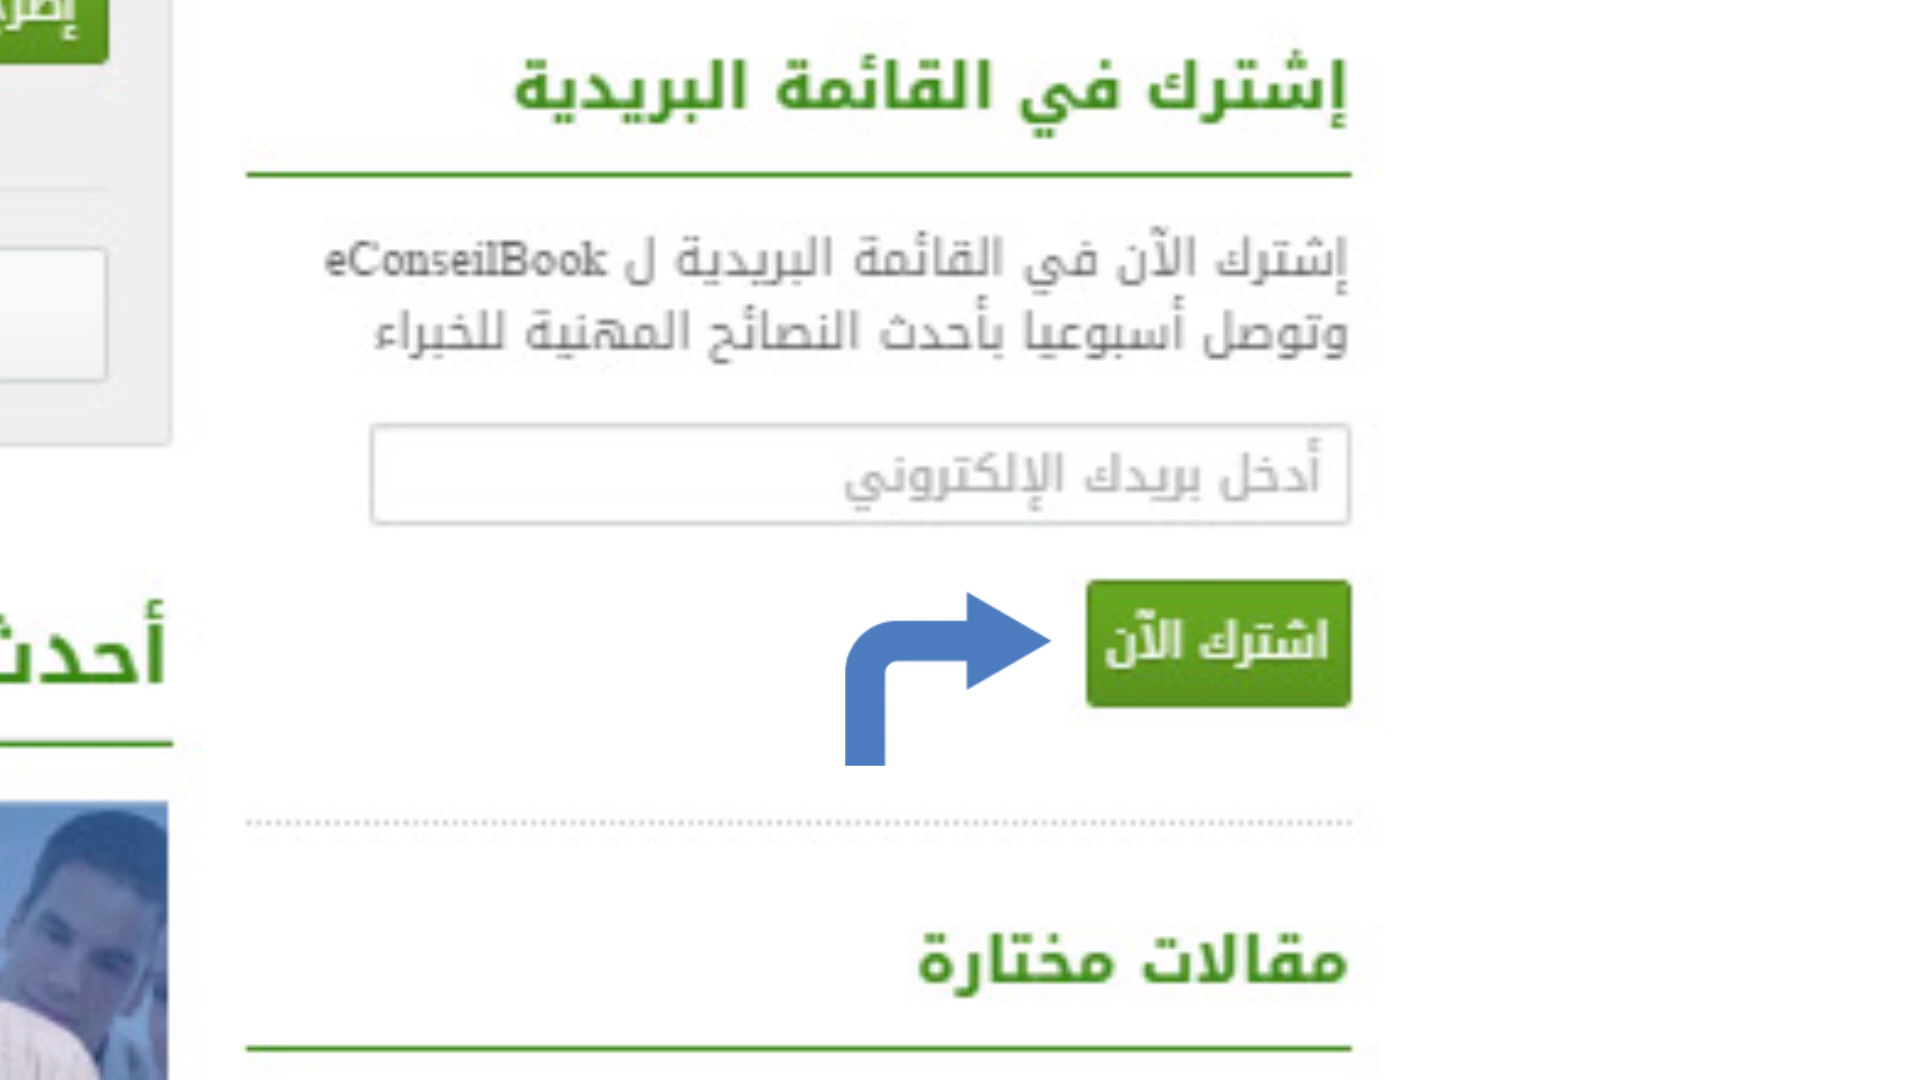 إشترك في القائمة البريدية
إشترك الآن في القائمة البريدية ل eConseilBook
وتوصل أسبوعيا بأحدث النصائح المهنية للخبراء
أدخل بريدك الإلكتروني
اشترك الآن
مقالات مختارة
أحدث